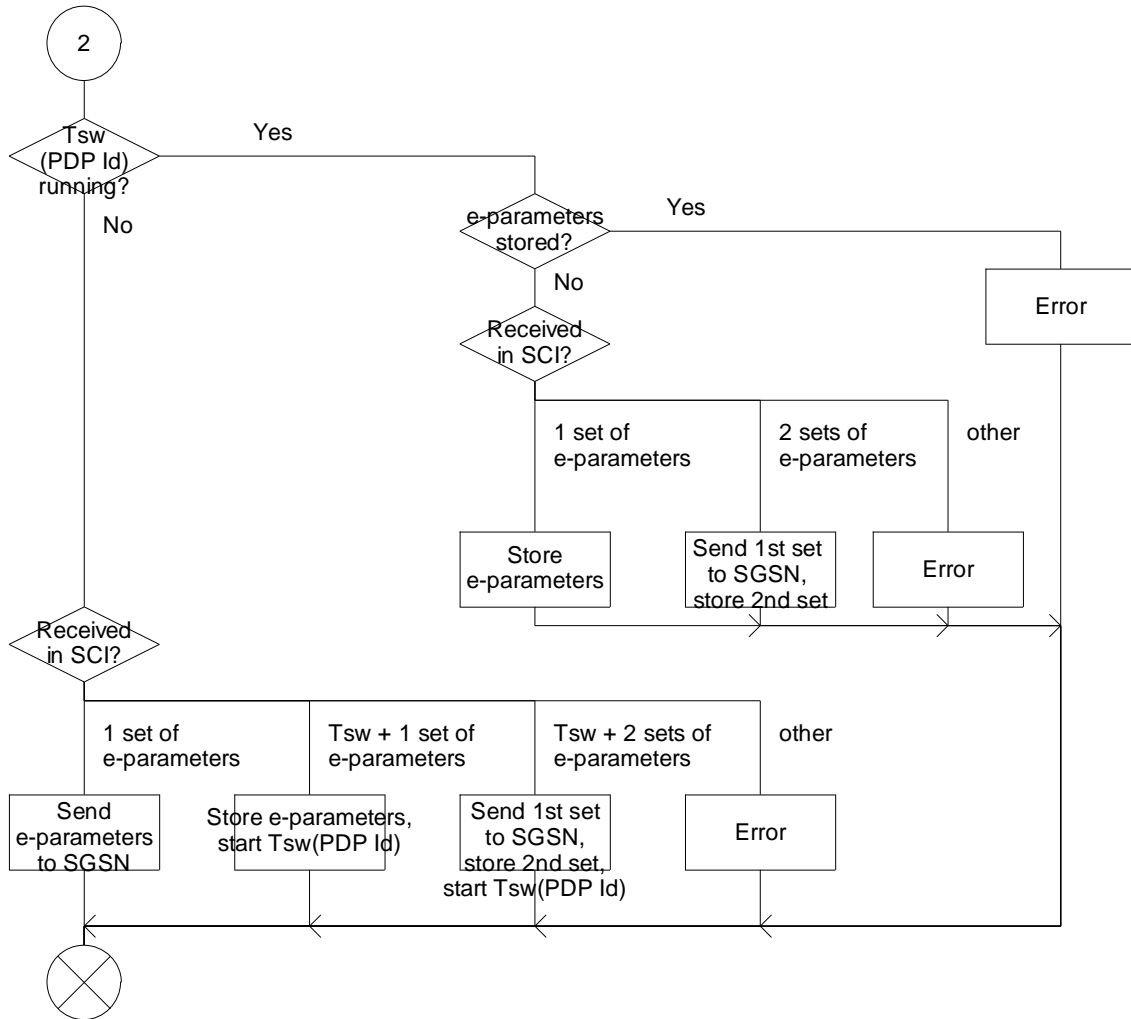 2
Tsw
(PDP Id)
running?
Yes
No
e-parameters
stored?
Yes
No
Error
Received
in SCI?
1 set of
e-parameters
2 sets of
e-parameters
other
Store
e-parameters
Send 1st set
to SGSN,
store 2nd set
Error
Received
in SCI?
1 set of
e-parameters
Tsw + 1 set of
e-parameters
Tsw + 2 sets of
e-parameters
other
Send
e-parameters
to SGSN
Store e-parameters,
start Tsw(PDP Id)
Send 1st set
to SGSN,
store 2nd set,
start Tsw(PDP Id)
Error